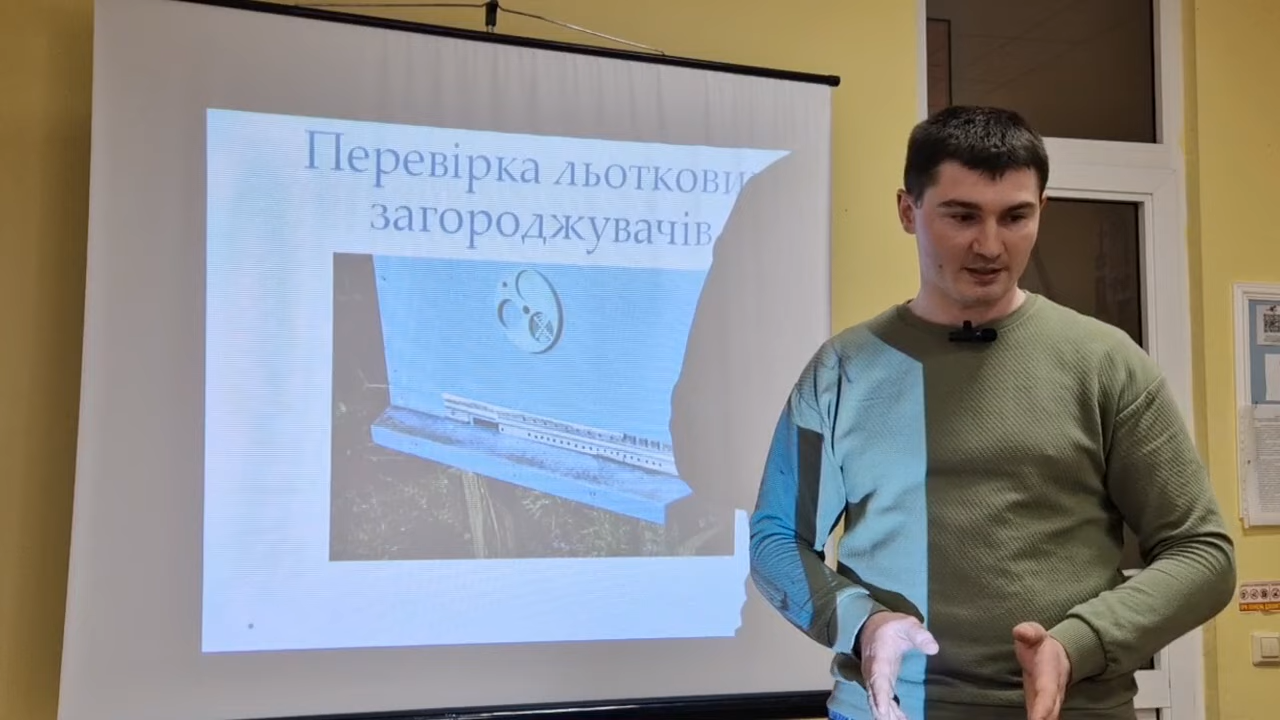 Перевірка льоткови
загороджувачів